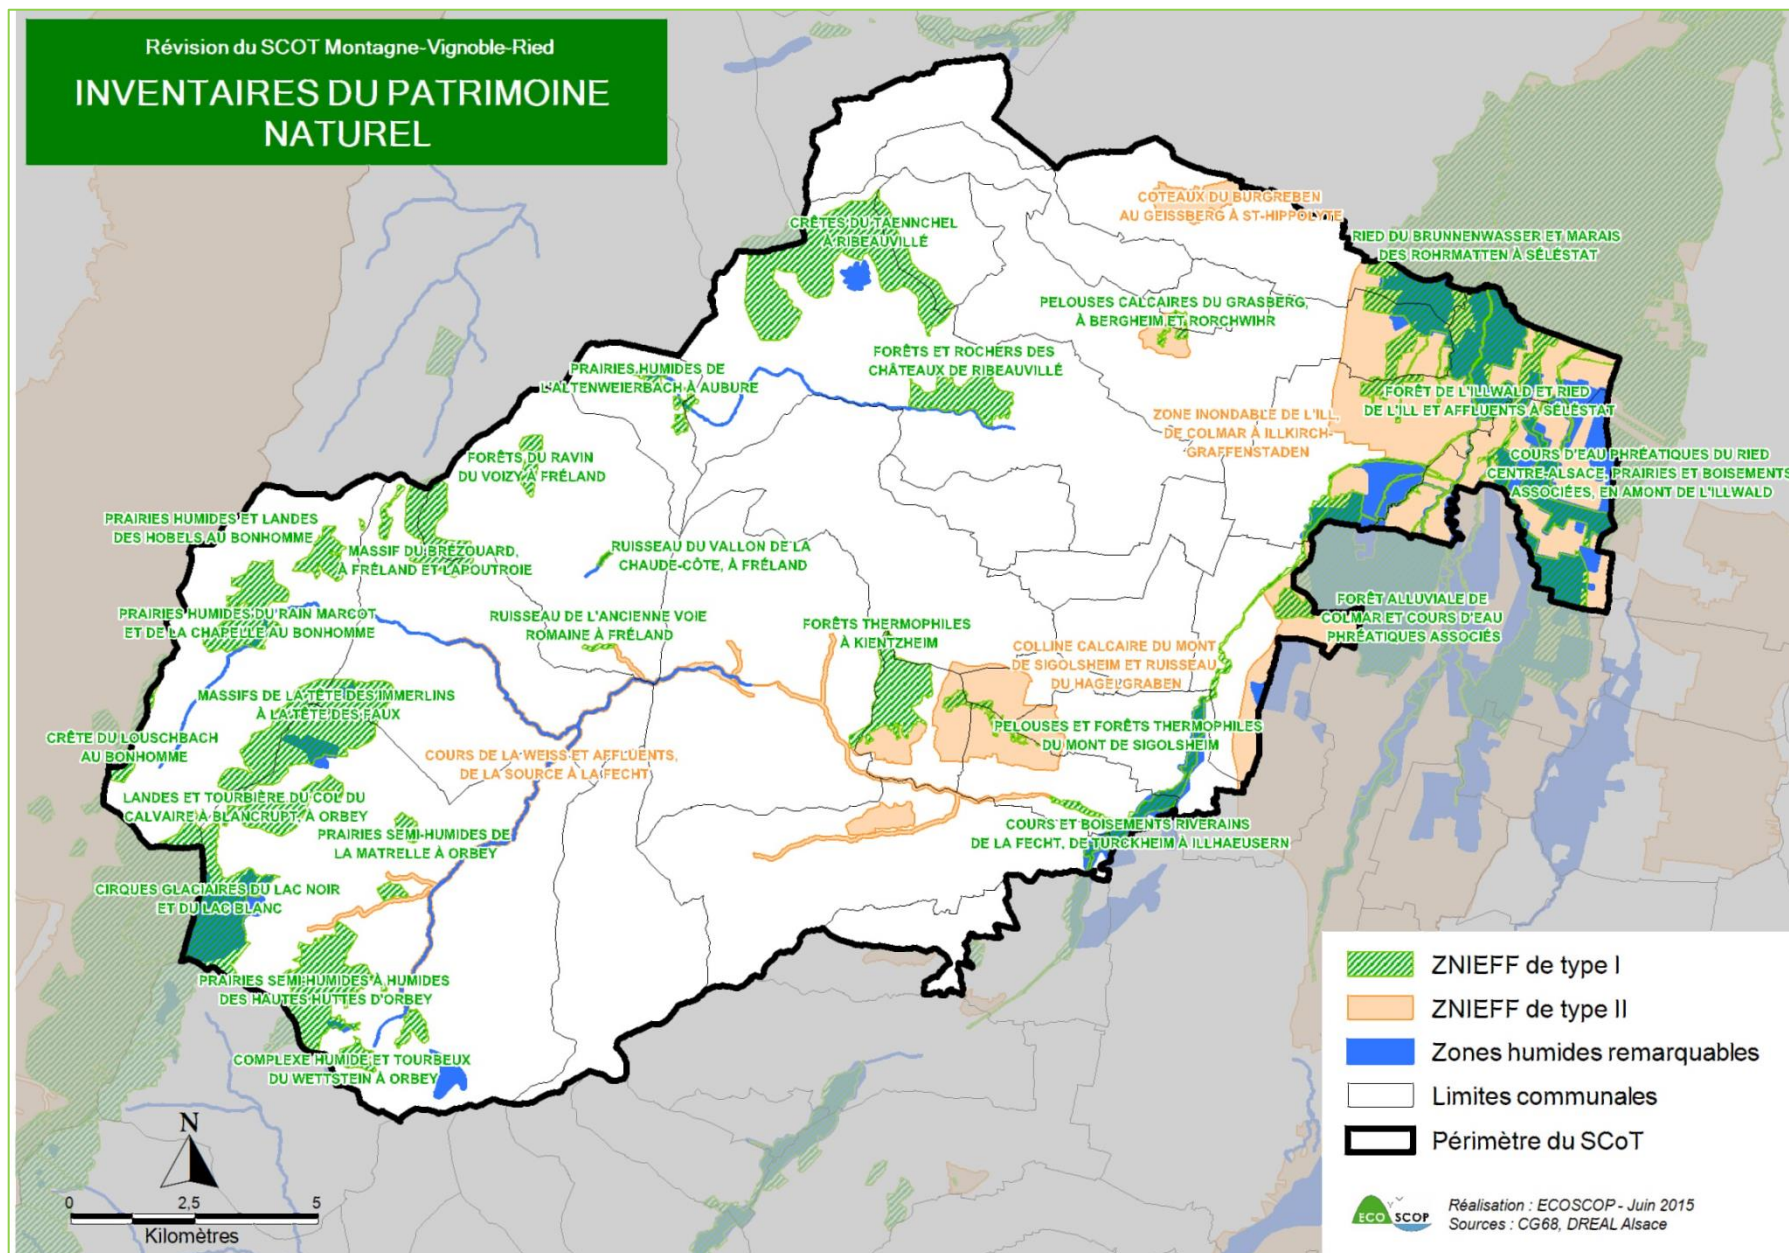 Révision du SCOT Montagne-Vignoble-Ried
INVENTAIRES DU PATRIMOINE
NATUREL
COTEAUX DU BURGREBEN
AU GEISSBERG À ST-HIPPOLYTE
CRÊTES DU TAENNCHEL
À RIBEAUVILLÉ
RIED DU BRUNNENWASSER ET MARAIS
DES ROHRMATTEN À SÉLESTAT
PELOUSES CALCAIRES DU GRASBERG,
À BERGHEIM ET RORCHWIHR
FORÊTS ET ROCHERS DES
CHÂTEAUX DE RIBEAUVILLÉ
PRAIRIES HUMIDES DE
L'ALTENWEIERBACH À AUBURE
FORÊT DE L'ILLWALD ET RIED
DE L'ILL ET AFFLUENTS À SÉLESTAT
ZONE INONDABLE DE L'ILL,
DE COLMAR À ILLKIRCH-
GRAFFENSTADEN
FORÊTS DU RAVIN
DU VOIZY À FRÉLAND
COURS D'EAU PHRÉATIQUES DU RIED
CENTRE-ALSACE, PRAIRIES ET BOISEMENTS
ASSOCIÉES, EN AMONT DE L'ILLWALD
PRAIRIES HUMIDES ET LANDES
DES HOBELS AU BONHOMME
MASSIF DU BRÉZOUARD,
À FRÉLAND ET LAPOUTROIE
RUISSEAU DU VALLON DE LA
CHAUDE-CÔTE, À FRÉLAND
PRAIRIES HUMIDES DU RAIN MARCOT
ET DE LA CHAPELLE AU BONHOMME
RUISSEAU DE L'ANCIENNE VOIE
ROMAINE À FRÉLAND
FORÊTS THERMOPHILES
À KIENTZHEIM
FORÊT ALLUVIALE DE
COLMAR ET COURS D'EAU
PHRÉATIQUES ASSOCIÉS
COLLINE CALCAIRE DU MONT
DE SIGOLSHEIM ET RUISSEAU
DU HAGELGRABEN
MASSIFS DE LA TÊTE DES IMMERLINS
À LA TÊTE DES FAUX
PELOUSES ET FORÊTS THERMOPHILES
DU MONT DE SIGOLSHEIM
CRÊTE DU LOUSCHBACH
AU BONHOMME
COURS DE LA WEISS ET AFFLUENTS,
DE LA SOURCE À LA FECHT
LANDES ET TOURBIÈRE DU COL DU
CALVAIRE À BLANCRUPT, À ORBEY
PRAIRIES SEMI-HUMIDES DE
LA MATRELLE À ORBEY
COURS ET BOISEMENTS RIVERAINS
DE LA FECHT, DE TURCKHEIM À ILLHAEUSERN
CIRQUES GLACIAIRES DU LAC NOIR
ET DU LAC BLANC
PRAIRIES SEMI-HUMIDES À HUMIDES
DES HAUTES HUTTES D'ORBEY
COMPLEXE HUMIDE ET TOURBEUX
DU WETTSTEIN À ORBEY
ZNIEFF de type I
ZNIEFF de type II
Zones humides remarquables
Limites communales
Périmètre du SCoT
N
0 2,5 5
Kilomètres
ECO SCOP
Réalisation : ECOSCOP - Juin 2015
Sources : CG68, DREAL Alsace